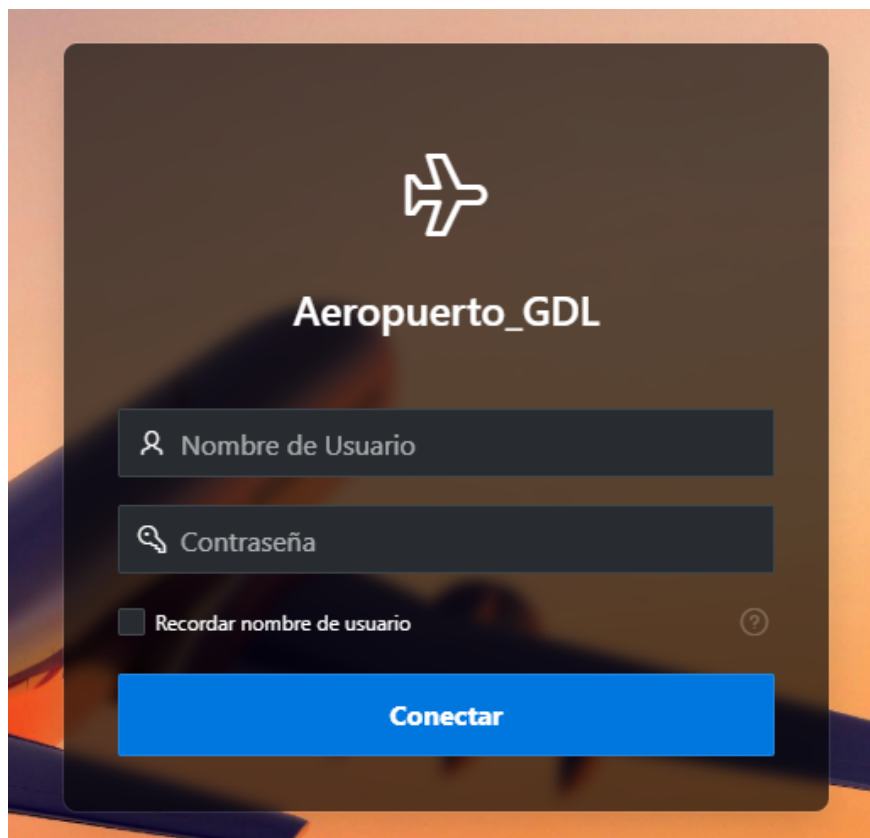 Aeropuerto_GDL
Nombre de Usuario
Contraseña
Recordar nombre de usuario
?
Conectar